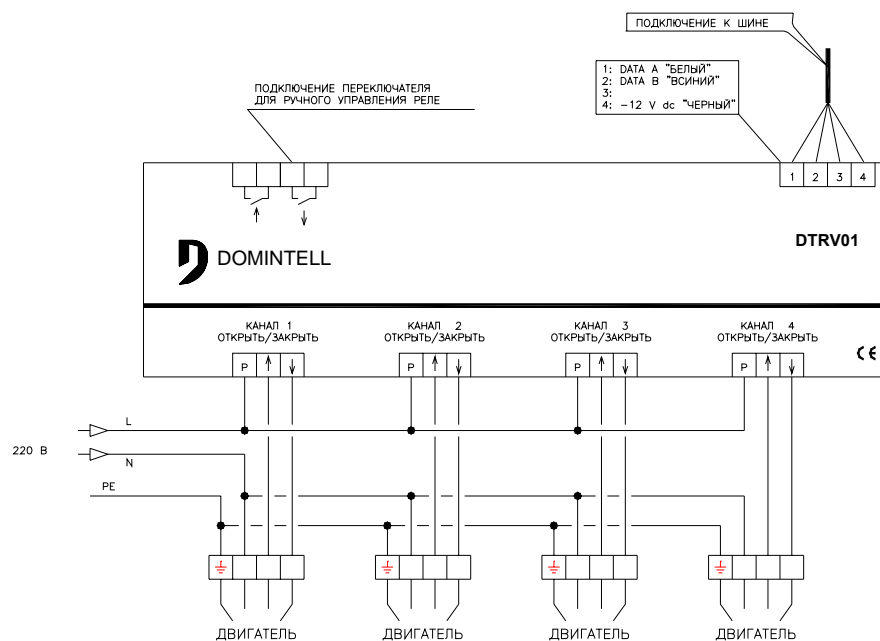 ПОДКЛЮЧЕНИЕ К ШИНЕ
1: DATA A "БЕЛЫЙ"
2: DATA B "ВСИНИЙ"
3:
4: -12 V dc "ЧЕРНЫЙ"
ПОДКЛЮЧЕНИЕ ПЕРЕКЛЮЧАТЕЛЯ
ДЛЯ РУЧНОГО УПРАВЛЕНИЯ РЕЛЕ
1 2 3 4
DTRV01
DOMINTELL
КАНАЛ 1
ОТКРЫТЬ/ЗАКРЫТЬ
КАНАЛ 2
ОТКРЫТЬ/ЗАКРЫТЬ
КАНАЛ 3
ОТКРЫТЬ/ЗАКРЫТЬ
КАНАЛ 4
ОТКРЫТЬ/ЗАКРЫТЬ
CE
P
P
P
P
L
220 В
N
PE
ДВИГАТЕЛЬ
ДВИГАТЕЛЬ
ДВИГАТЕЛЬ
ДВИГАТЕЛЬ